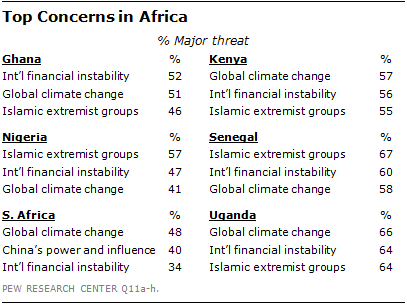 Top Concerns in Africa
% Major threat
Ghana %
Int'l financial instability 52
Global climate change 51
Islamic extremist groups 46
Kenya %
Global climate change 57
Int'l financial instability 56
Islamic extremist groups 55
Nigeria %
Islamic extremist groups 57
Int'l financial instability 47
Global climate change 41
Senegal %
Islamic extremist groups 67
Int'l financial instability 60
Global climate change 58
S. Africa %
Global climate change 48
China's power and influence 40
Int'l financial instability 34
Uganda %
Global climate change 66
Int'l financial instability 64
Islamic extremist groups 64
PEW RESEARCH CENTER Q11a-h.